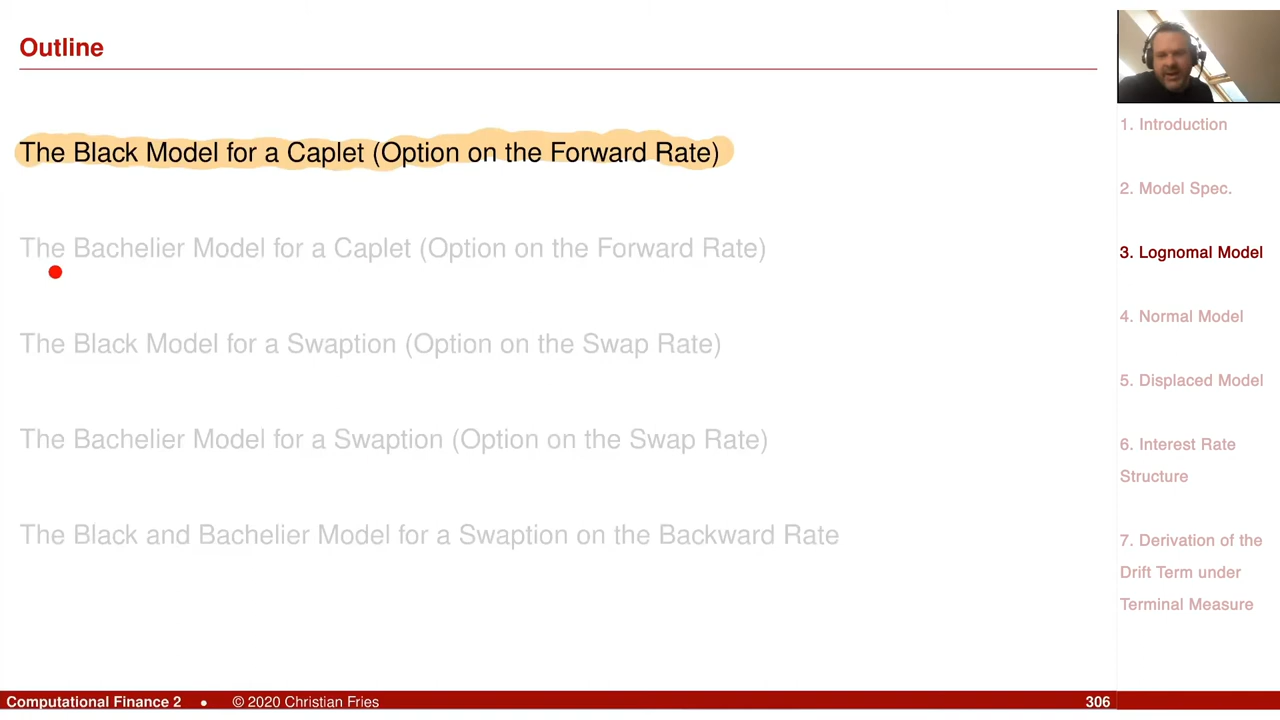 Outline
The Black Model for a Caplet (Option on the Forward Rate)
The Bachelier Model for a Caplet (Option on the Forward Rate)
The Black Model for a Swaption (Option on the Swap Rate)
The Bachelier Model for a Swaption (Option on the Swap Rate)
The Black and Bachelier Model for a Swaption on the Backward Rate
1. Introduction
2. Model Spec.
3. Lognomal Model
4. Normal Model
5. Displaced Model
6. Interest Rate
Structure
7. Derivation of the
Drift Term under
Terminal Measure
Computational Finance 2 • © 2020 Christian Fries 306